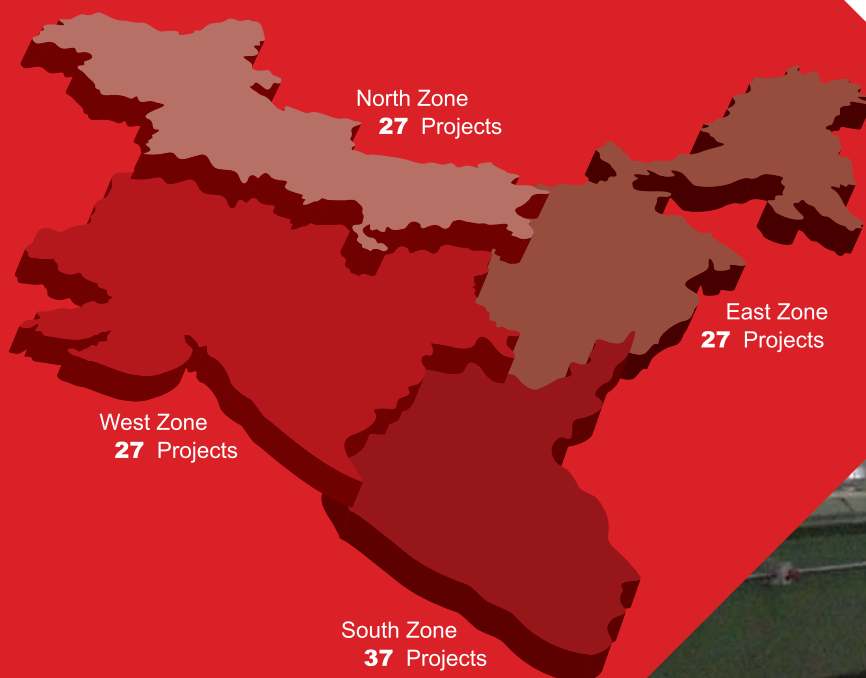 North Zone
27 Projects
East Zone
27 Projects
West Zone
27 Projects
South Zone
37 Projects